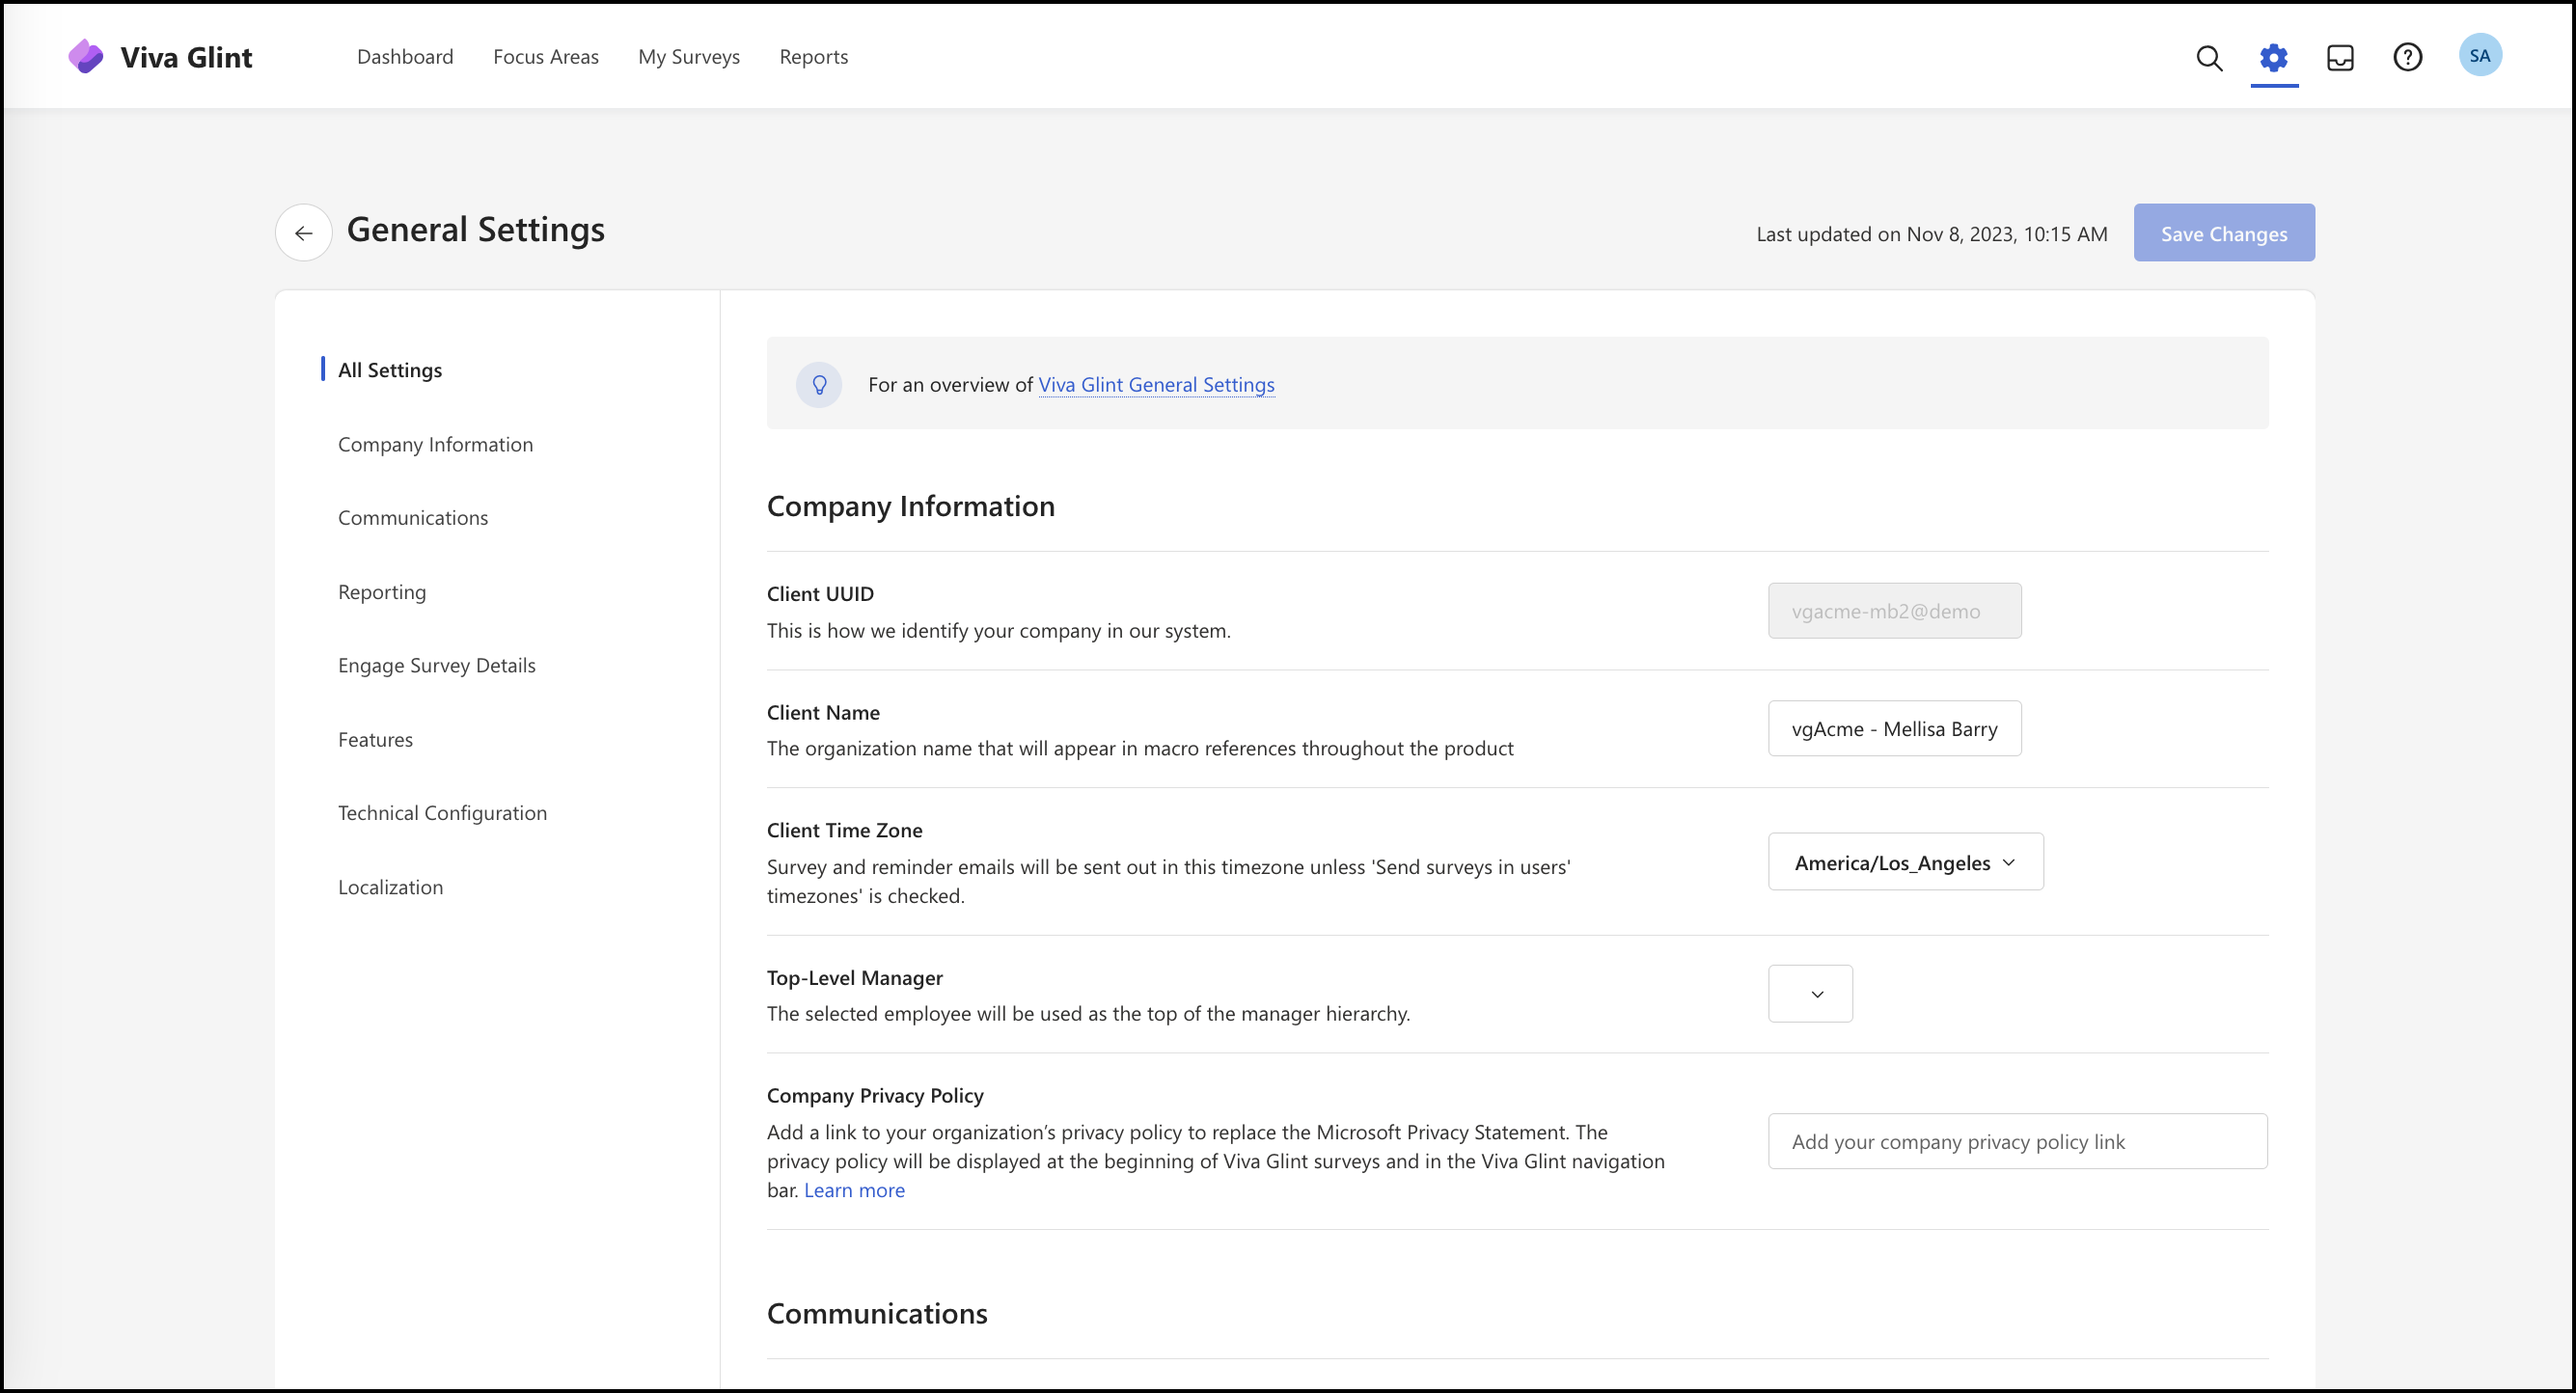 Viva Glint
Dashboard
Focus Areas
My Surveys
Reports
SA
General Settings
Last updated on Nov 8, 2023, 10:15 AM
Save Changes
All Settings
Company Information
Communications
Reporting
Engage Survey Details
Features
Technical Configuration
Localization
For an overview of Viva Glint General Settings
Company Information
Client UUID
This is how we identify your company in our system.
vgacme-mb2@demo
Client Name
The organization name that will appear in macro references throughout the product
vgAcme - Mellisa Barry
Client Time Zone
Survey and reminder emails will be sent out in this timezone unless 'Send surveys in users'
timezones' is checked.
America/Los_Angeles
Top-Level Manager
The selected employee will be used as the top of the manager hierarchy.
Company Privacy Policy
Add a link to your organization’s privacy policy to replace the Microsoft Privacy Statement. The
privacy policy will be displayed at the beginning of Viva Glint surveys and in the Viva Glint navigation
bar. Learn more
Add your company privacy policy link
Communications